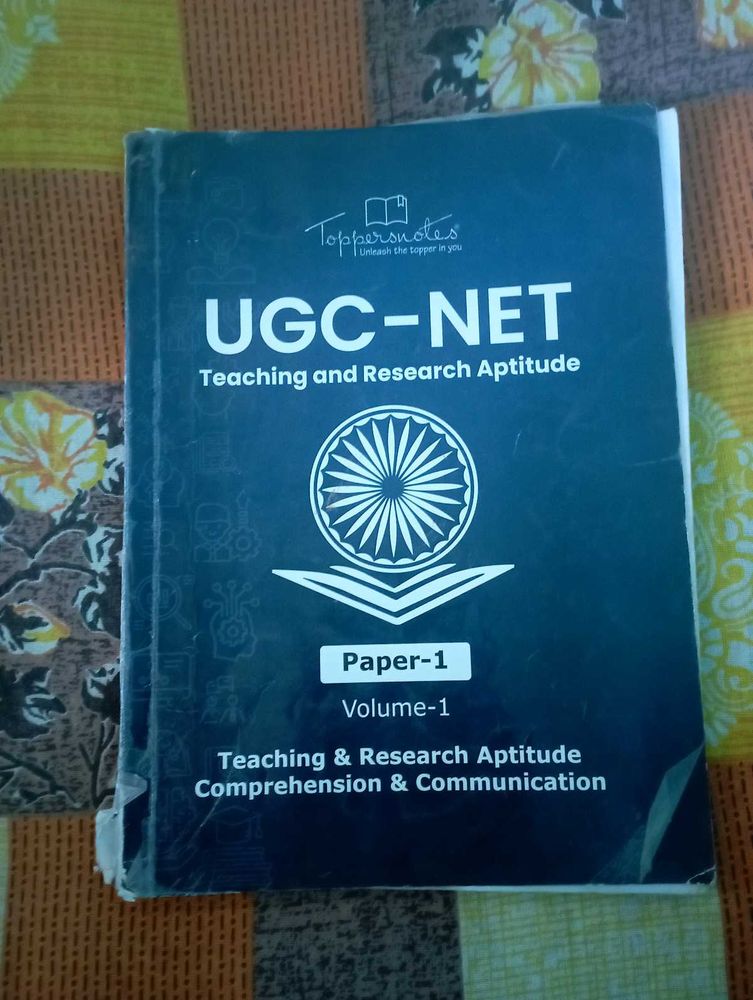 Toppersnotes
Unleash the topper in you
UGC-NET
Teaching and Research Aptitude
Paper-1
Volume-1
Teaching & Research Aptitude
Comprehension & Communication